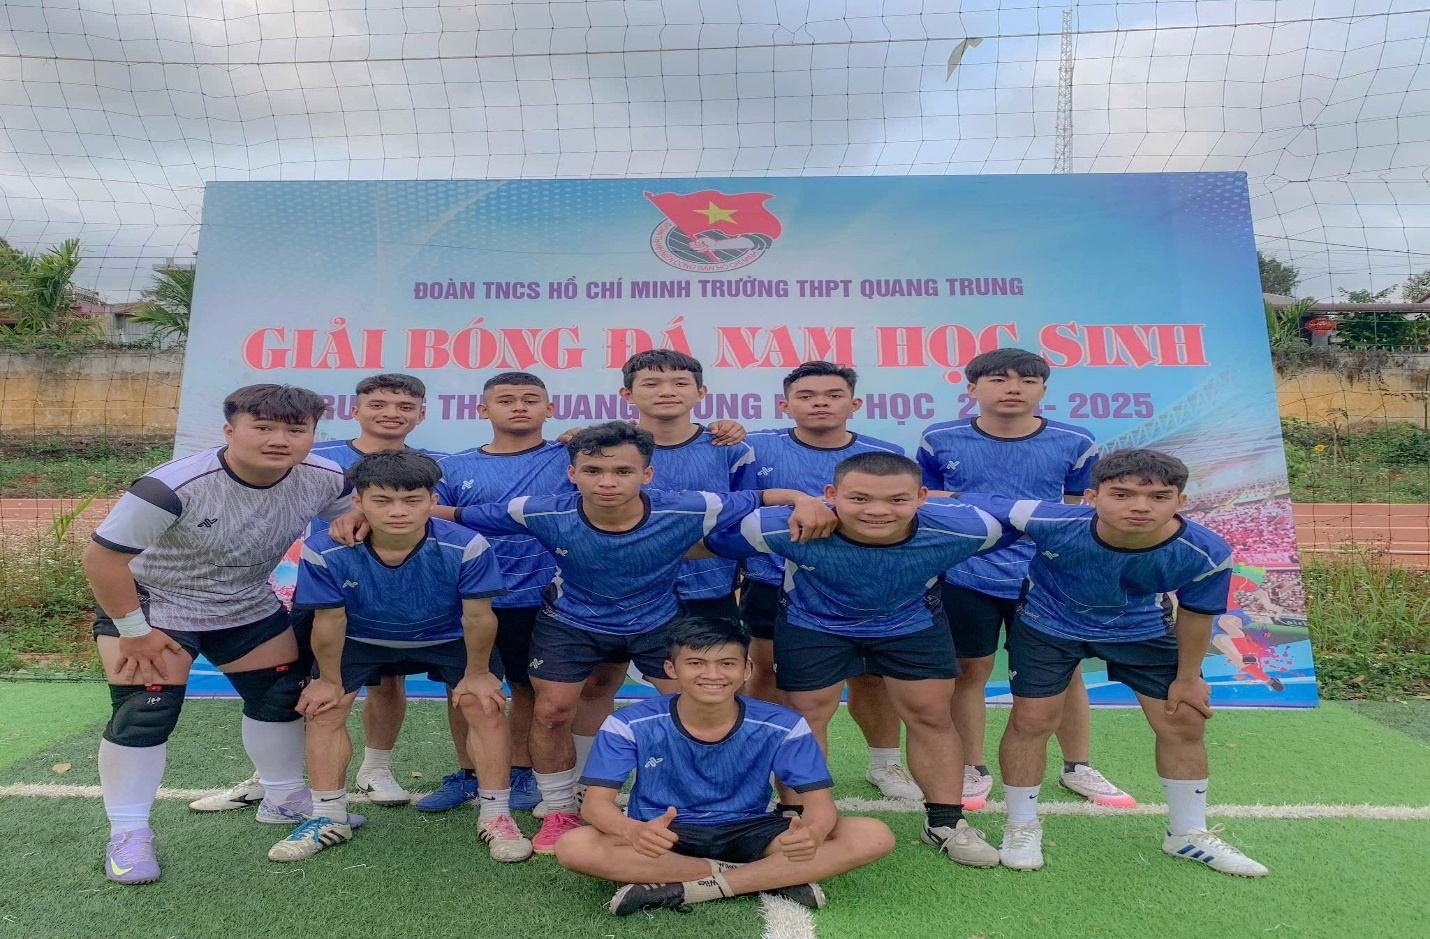 ĐOÀN TNCS HỒ CHÍ MINH TRƯỜNG THPT QUANG TRUNG
GIẢI BÓNG ĐÁ NAM HỌC SINH
HỌC - 2025